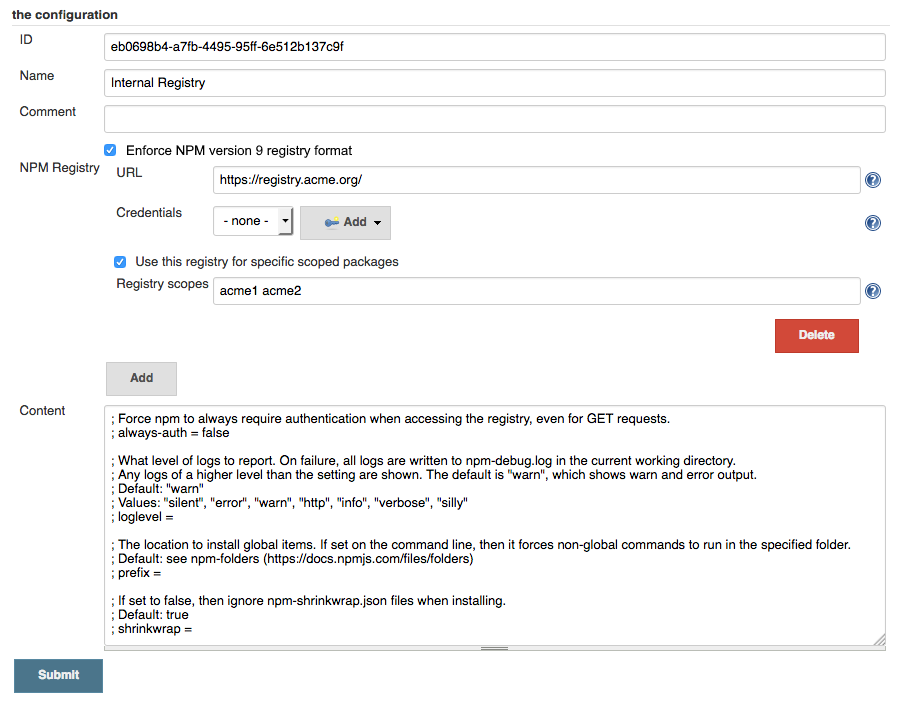 the configuration
ID
eb0698b4-a7fb-4495-95ff-6e512b137c9f
Name
Internal Registry
Comment
Enforce NPM version 9 registry format
NPM Registry
URL
https://registry.acme.org/
?
Credentials
- none -
Add
?
Use this registry for specific scoped packages
Registry scopes
acme1 acme2
?
Delete
Add
Content
; Force npm to always require authentication when accessing the registry, even for GET requests.
; always-auth = false
; What level of logs to report. On failure, all logs are written to npm-debug.log in the current working directory.
; Any logs of a higher level than the setting are shown. The default is "warn", which shows warn and error output.
; Default: "warn"
; Values: "silent", "error", "warn", "http", "info", "verbose", "silly"
; loglevel =
; The location to install global items. If set on the command line, then it forces non-global commands to run in the specified folder.
; Default: see npm-folders (https://docs.npmjs.com/files/folders)
; prefix =
; If set to false, then ignore npm-shrinkwrap.json files when installing.
; Default: true
; shrinkwrap =
Submit